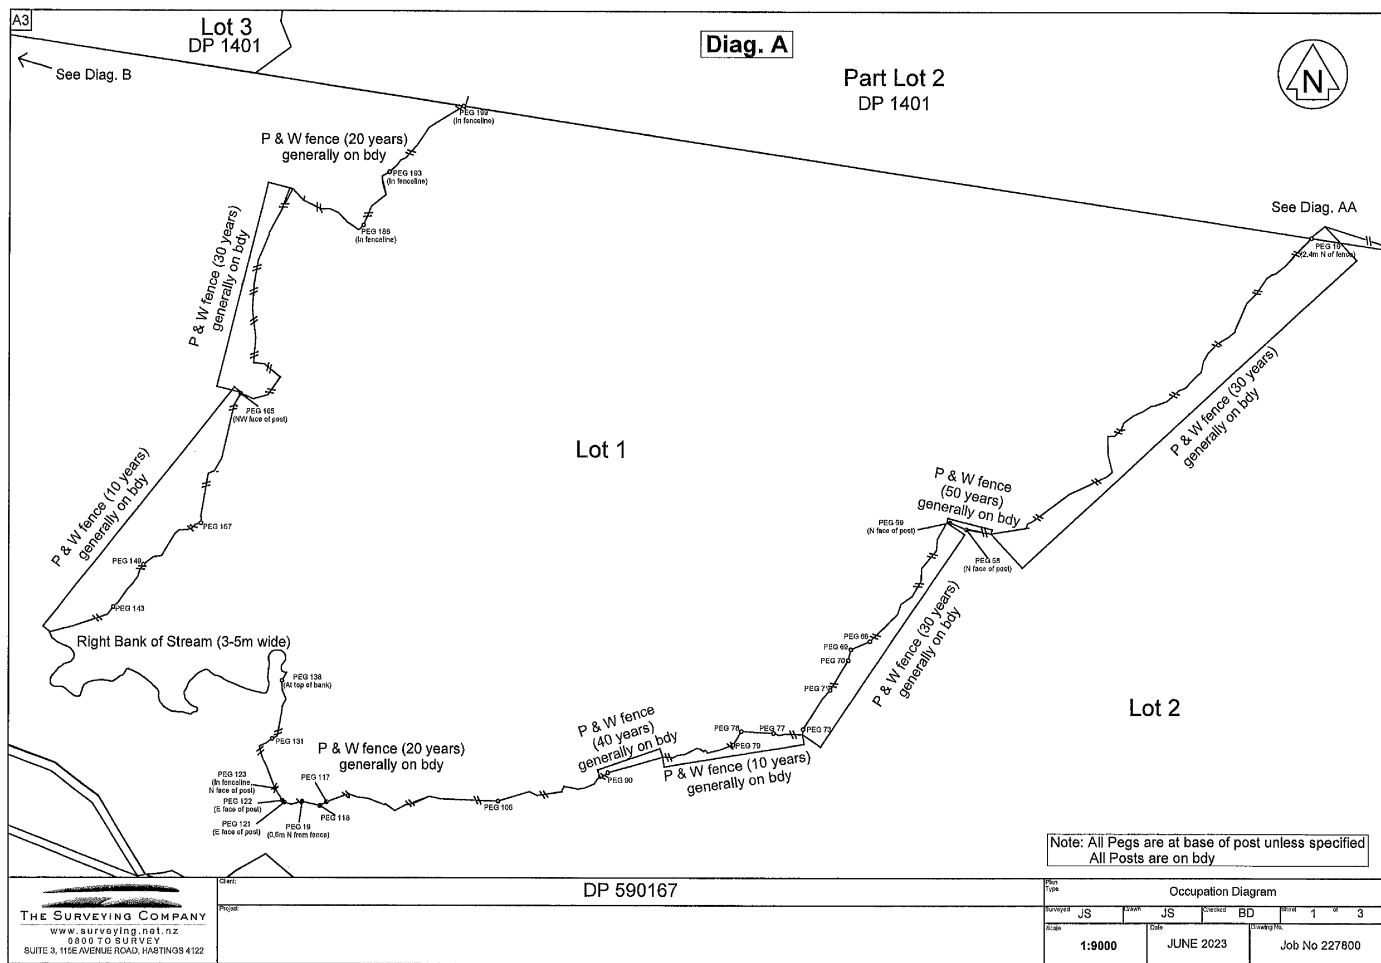 A3
Lot 3
DP 1401
Diag. A
See Diag. B
Part Lot 2
DP 1401
N
PEG 199
(In fenceline)
P & W fence (20 years)
generally on bdy
PEG 193
(In fenceline)
PEG 186
(In fenceline)
See Diag. AA
PEG 10
(2.4m N of fence)
P & W fence (30 years)
generally on bdy
P & W fence (30 years)
generally on bdy
PEG 165
(NW face of post)
Lot 1
P & W fence (10 years)
generally on bdy
P & W fence
(50 years)
generally on bdy
PEG 59
(N face of post)
PEG 58
(N face of post)
PEG 157
PEG 149
PEG 143
Right Bank of Stream (3-5m wide)
PEG 138
(At top of bank)
PEG 68
PEG 69
PEG 70
PEG 71
P & W fence (30 years)
generally on bdy
Lot 2
PEG 131
P & W fence (20 years)
generally on bdy
P & W fence
(40 years)
generally on bdy
PEG 78
PEG 77
PEG 73
PEG 79
P & W fence (10 years)
generally on bdy
PEG 90
PEG 123
(In fenceline,
N face of post)
PEG 117
PEG 122
(E face of post)
PEG 106
PEG 121
(E face of post)
PEG 19
(0.5m N from fence)
PEG 118
Note: All Pegs are at base of post unless specified
All Posts are on bdy
THE SURVEYING COMPANY
www.surveying.net.nz
0800 TO SURVEY
SUITE 3, 115E AVENUE ROAD, HASTINGS 4122
Client:
DP 590167
Project:
Plan
Type
Occupation Diagram
Surveyed JS Drawn JS Checked BD Sheet 1 of 3
Scale
1:9000
Date
JUNE 2023
Drawing No.
Job No 227800